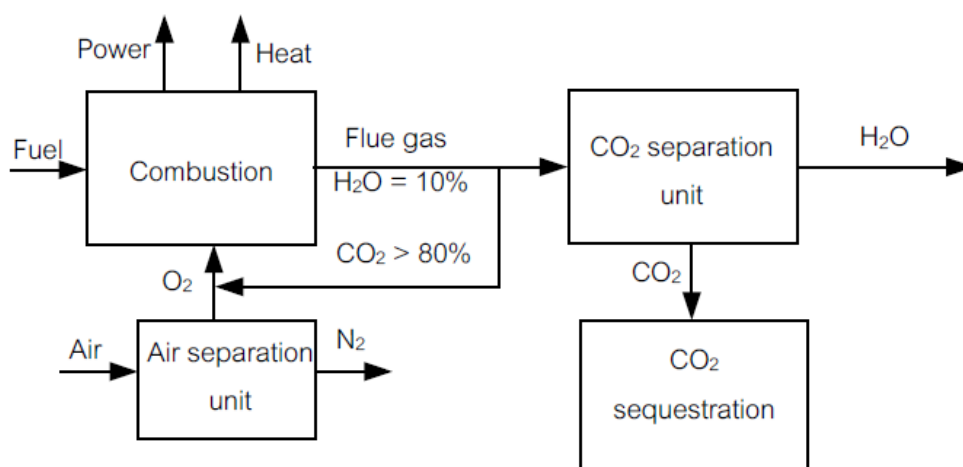 Power
Heat
Fuel
Combustion
Flue gas
H₂O = 10%
CO₂ > 80%
CO₂ separation
unit
H₂O
O₂
CO₂
Air
Air separation
unit
N₂
CO₂
sequestration